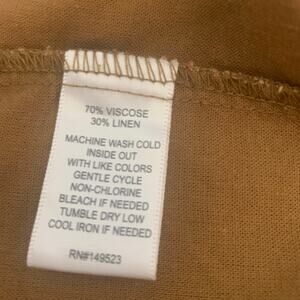 70% VISCOSE
30% LINEN
MACHINE WASH COLD
INSIDE OUT
WITH LIKE COLORS
GENTLE CYCLE
NON-CHLORINE
BLEACH IF NEEDED
TUMBLE DRY LOW
COOL IRON IF NEEDED
RN#149523